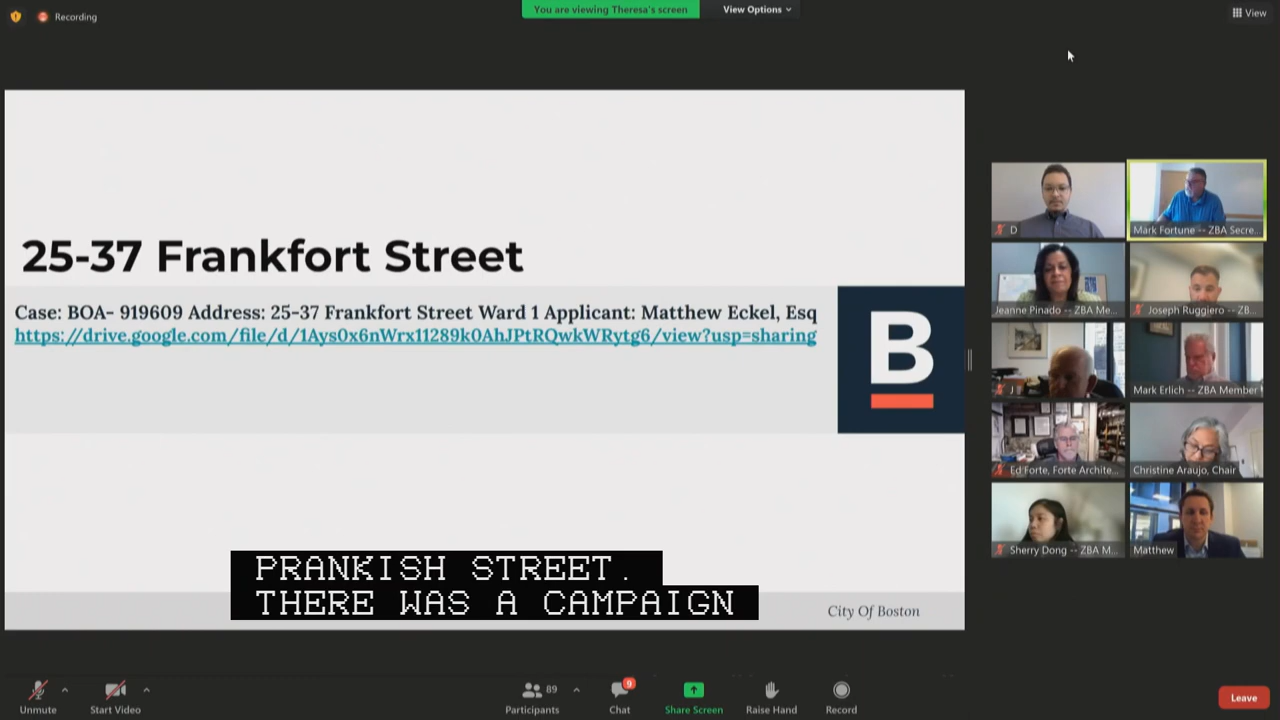 Recording
You are viewing Theresa's screen
View Options
View
25-37 Frankfort Street
Case: BOA- 919609 Address: 25-37 Frankfort Street Ward 1 Applicant: Matthew Eckel, Esq
https://drive.google.com/file/d/1Ays0x6nWrx11289k0AhJPtRQwkWRytg6/view?usp=sharing
B
PRANKISH STREET.
THERE WAS A CAMPAIGN
City Of Boston
D
Mark Fortune -- ZBA Secre...
Jeanne Pinado -- ZBA Me...
Joseph Ruggiero -- ZB...
J
Mark Erlich -- ZBA Member
Ed Forte, Forte Archite...
Christine Araujo, Chair
Sherry Dong -- ZBA M...
Matthew
Unmute
Start Video
89
Participants
9
Chat
Share Screen
Raise Hand
Record
Leave